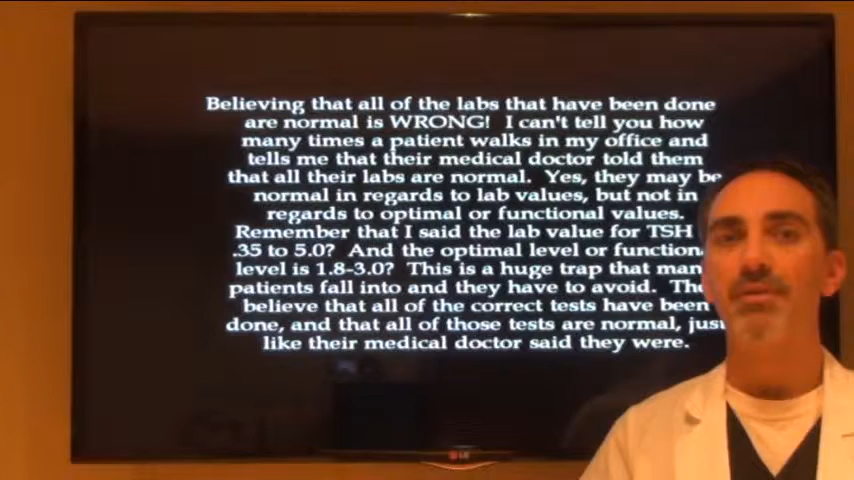 Believing that all of the labs that have been done
are normal is WRONG! I can't tell you how
many times a patient walks in my office and
tells me that their medical doctor told them
that all their labs are normal. Yes, they may be
normal in regards to lab values, but not in
regards to optimal or functional values.
Remember that I said the lab value for TSH
.35 to 5.0? And the optimal level or function
level is 1.8-3.0? This is a huge trap that man
patients fall into and they have to avoid. The
believe that all of the correct tests have been
done, and that all of those tests are normal, just
like their medical doctor said they were.
LG